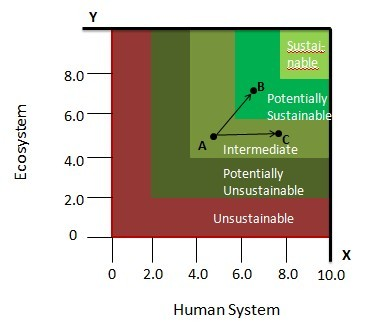 Y
Sustai-
nable
8.0
B
Potentially
Sustainable
6.0
A
C
Intermediate
4.0
Potentially
Unsustainable
2.0
Unsustainable
0
X
0 2.0 4.0 6.0 8.0 10.0
Ecosystem
Human System